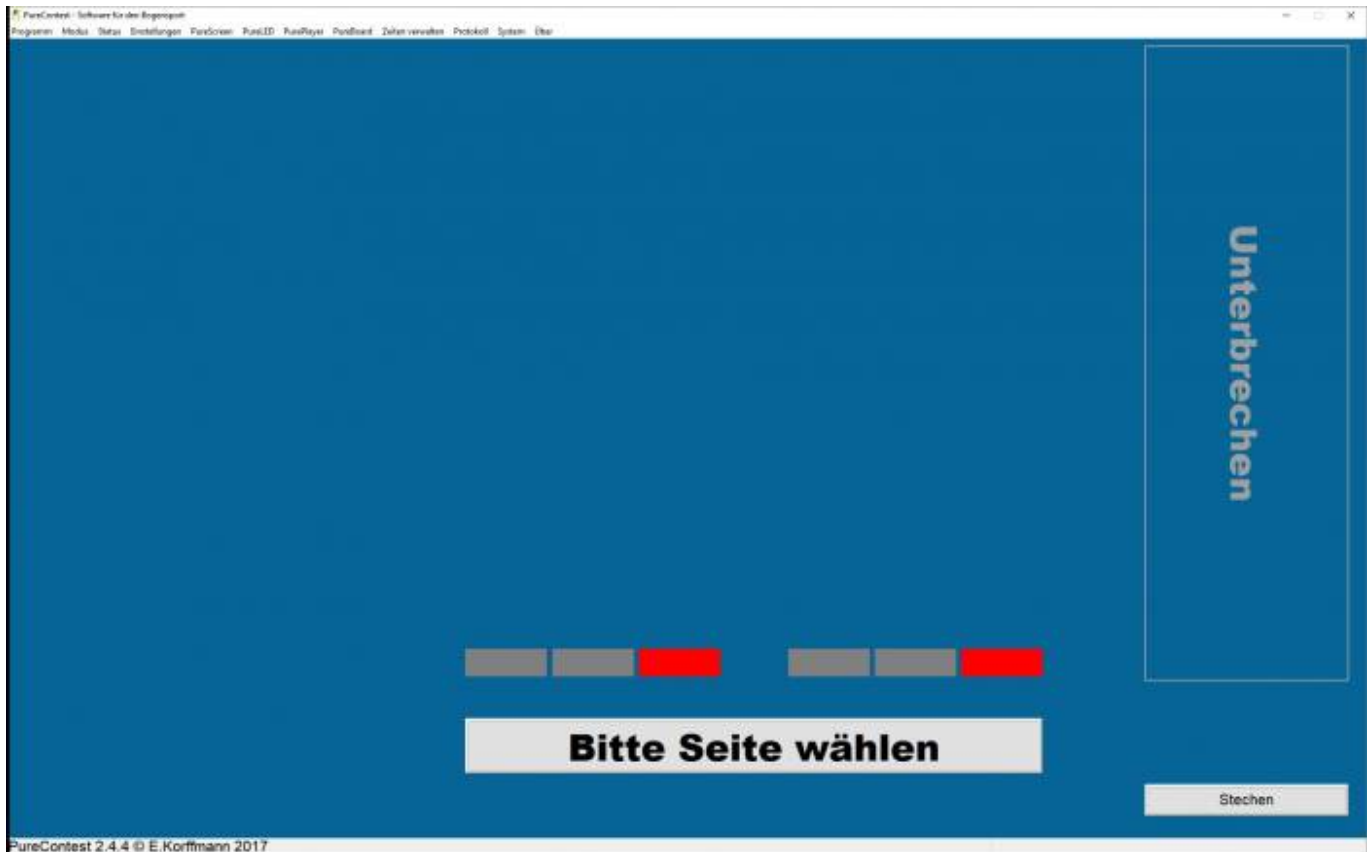 PureContest - Software für den Bogensport
Programm Modus Status Einstellungen PureScreen PureLED PurePlayer PureBoard Zeiten verwalten Protokoll System Über
Unterbrechen
Bitte Seite wählen
Stechen
PureContest 2.4.4 © E.Korffmann 2017